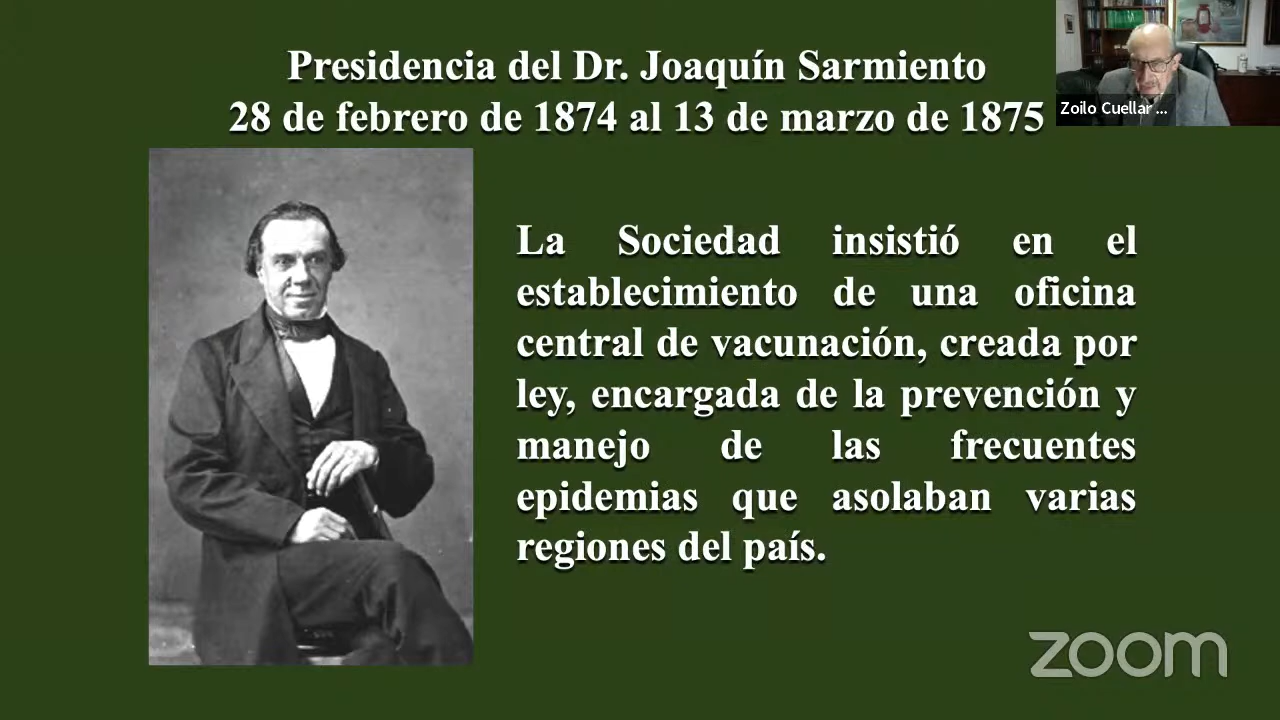 Presidencia del Dr. Joaquín Sarmiento
28 de febrero de 1874 al 13 de marzo de 1875
Zoilo Cuellar ...
La Sociedad insistió en el
establecimiento de una oficina
central de vacunación, creada por
ley, encargada de la prevención y
manejo de las frecuentes
epidemias que asolaban varias
regiones del país.
zoom